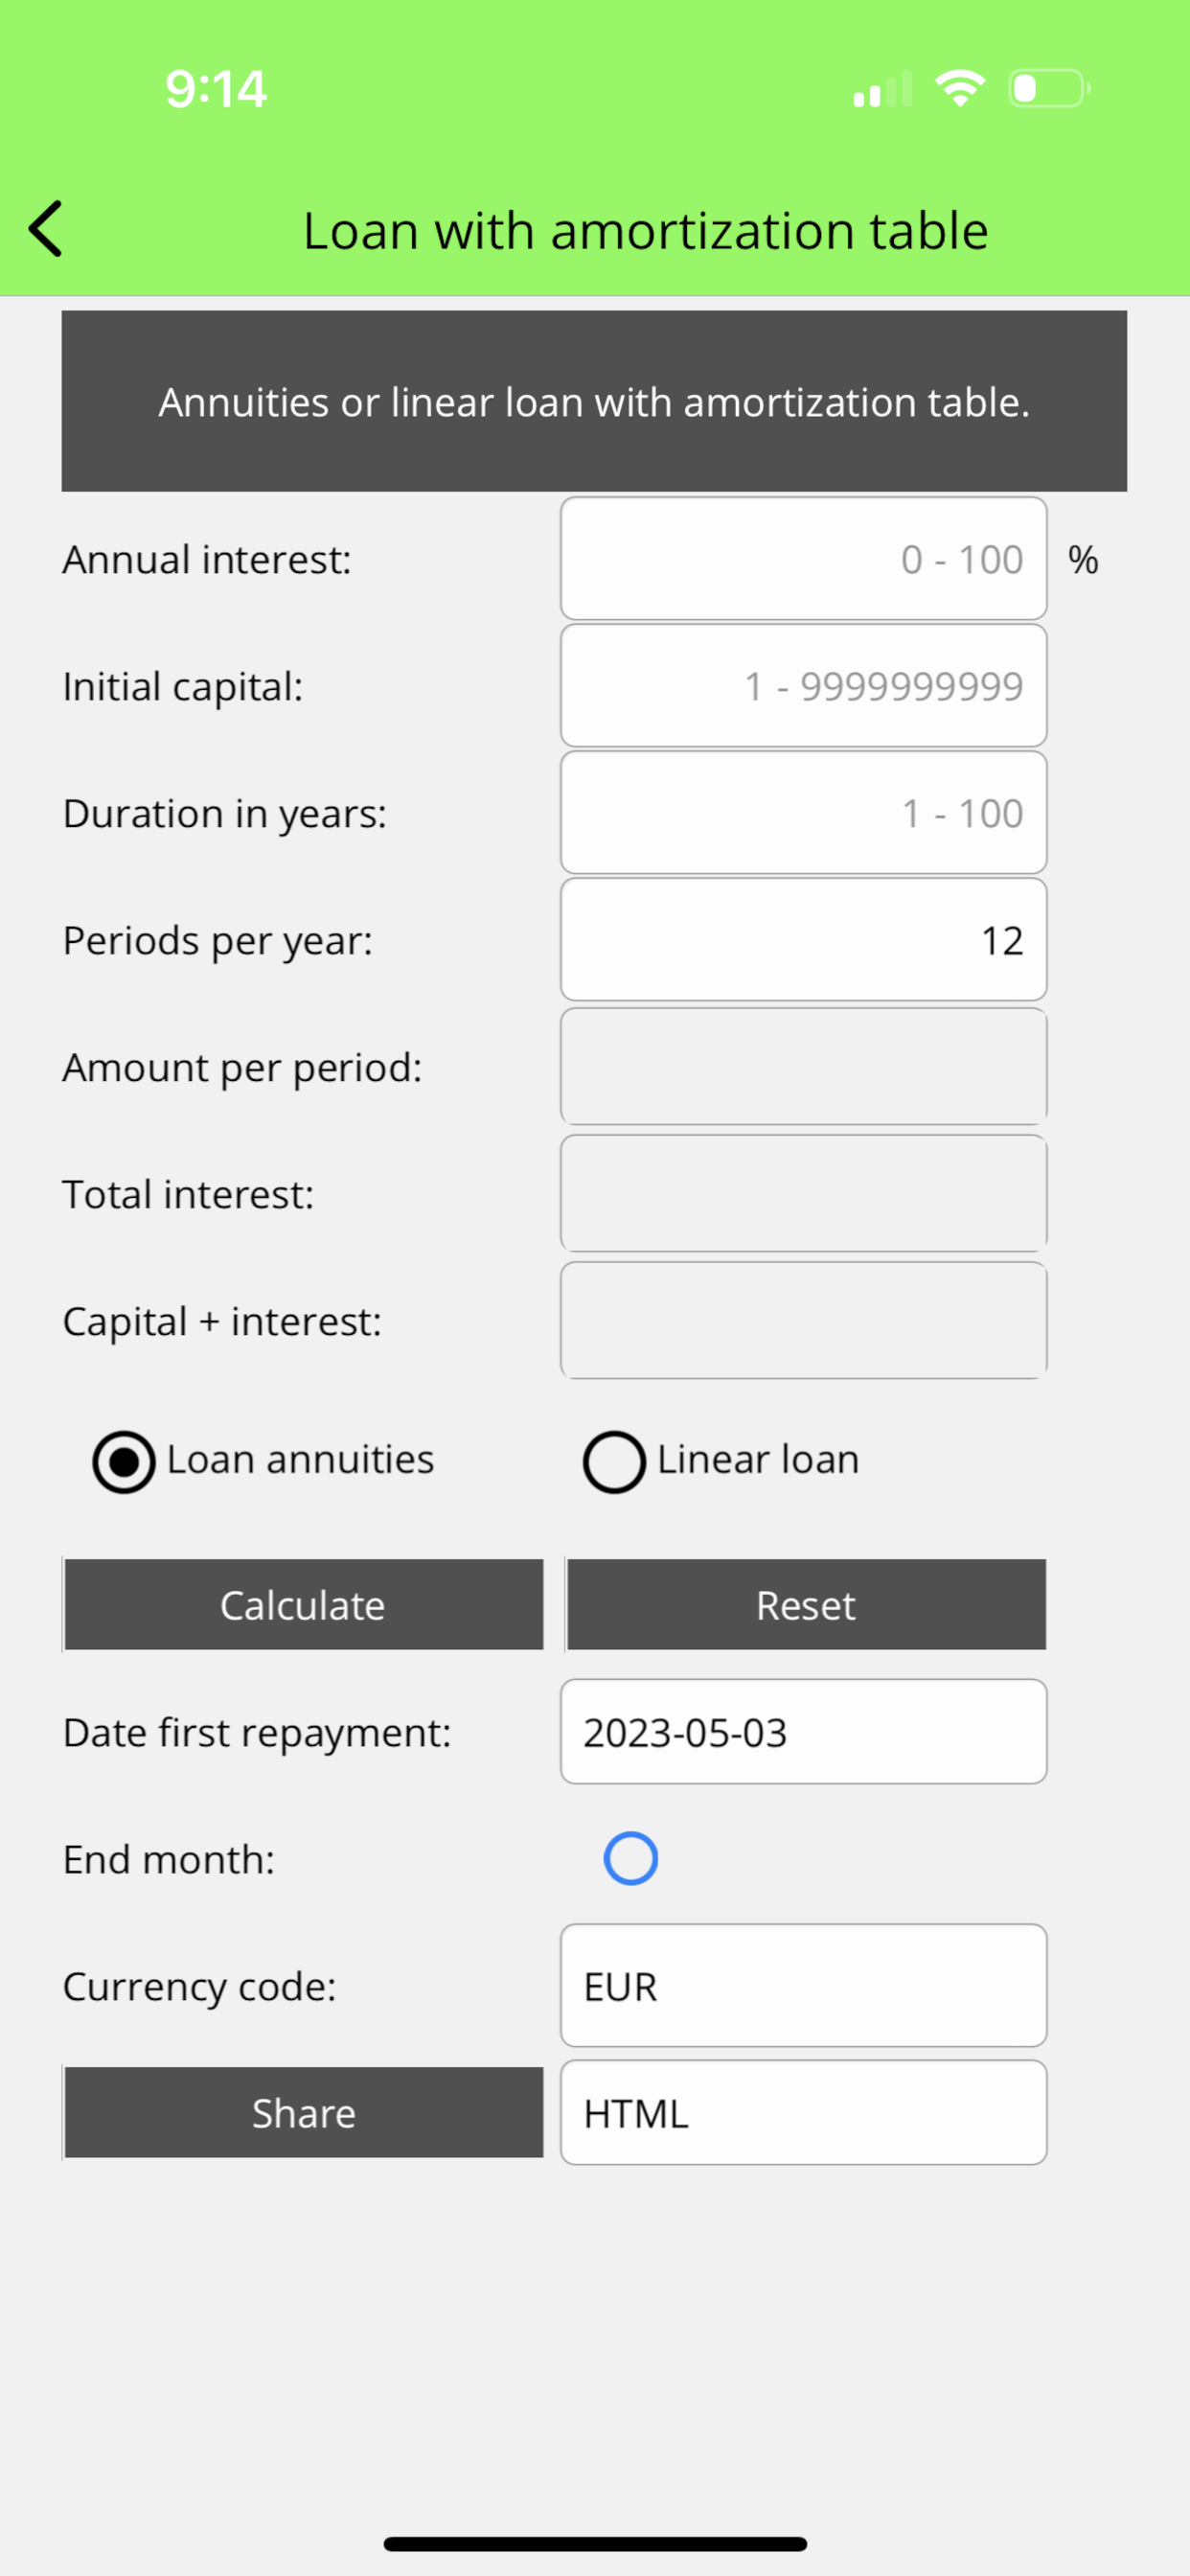 9:14
Loan with amortization table
Annuities or linear loan with amortization table.
Annual interest: 0 - 100 %
Initial capital: 1 - 9999999999
Duration in years: 1 - 100
Periods per year: 12
Amount per period:
Total interest:
Capital + interest:
Loan annuities Linear loan
Calculate Reset
Date first repayment: 2023-05-03
End month:
Currency code: EUR
Share HTML